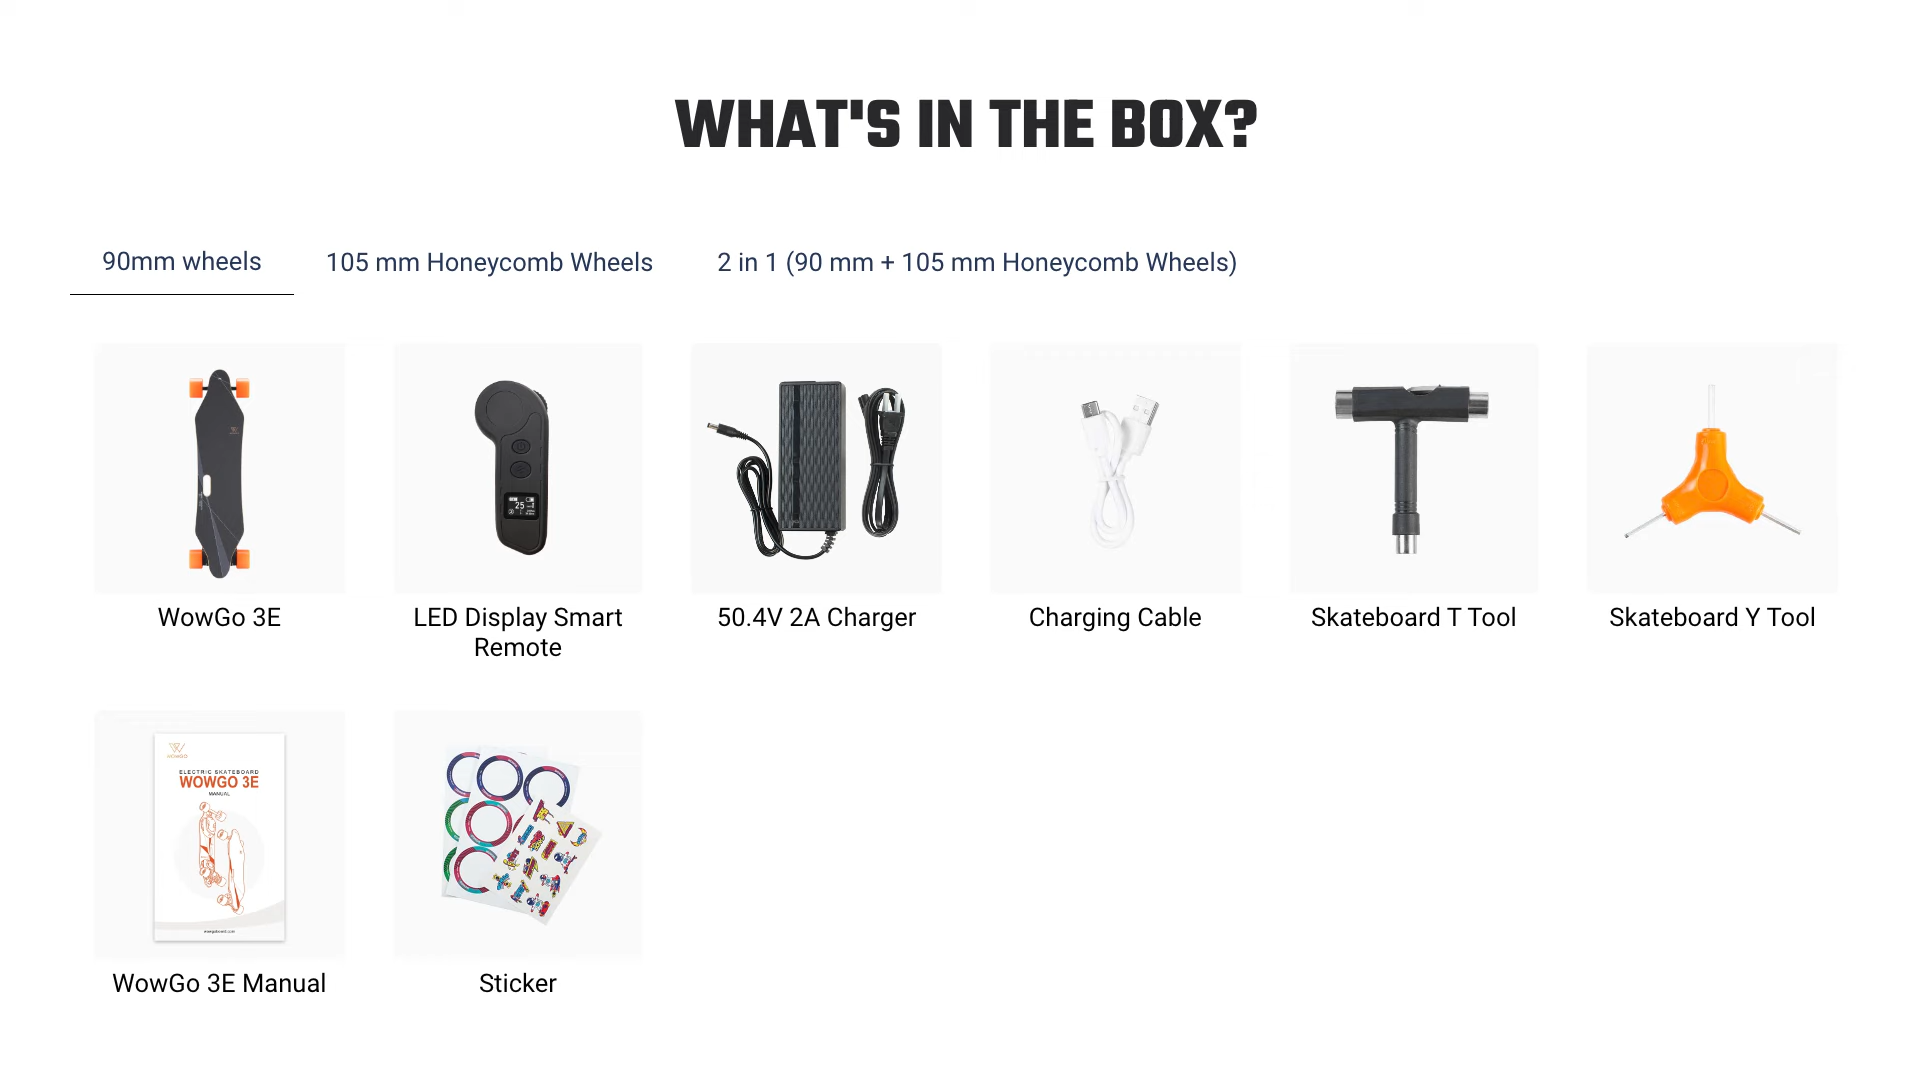 WHAT'S IN THE BOX?
90mm wheels
105 mm Honeycomb Wheels
2 in 1 (90 mm + 105 mm Honeycomb Wheels)
25
WowGo 3E
LED Display Smart
Remote
50.4V 2A Charger
Charging Cable
Skateboard T Tool
Skateboard Y Tool
WOWGO
ELECTRIC SKATEBOARD
WOWGO 3E
MANUAL
WowGo 3E Manual
Sticker